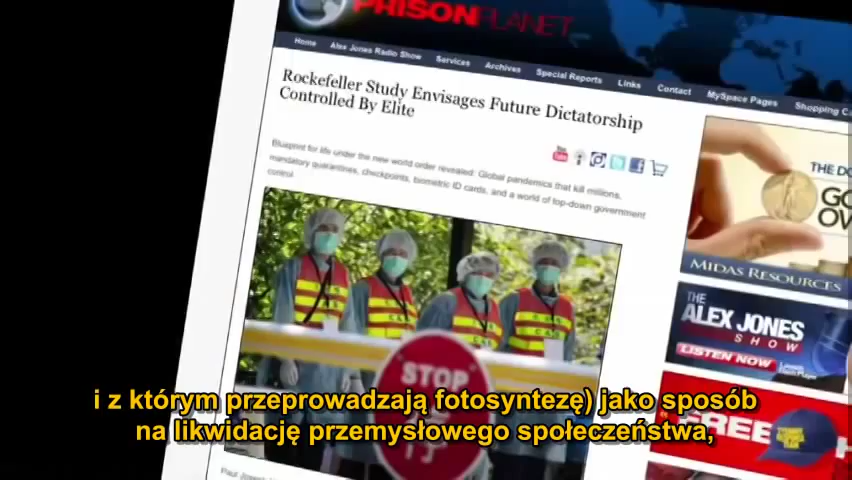 PRISON PLANET
Home Alex Jones Radio Show Services Archives Special Reports Links Contact MySpace Pages Shopping
Rockefeller Study Envisages Future Dictatorship
Controlled By Elite
Blueprint for life under the new world order revealed: Global pandemics that kill millions,
mandatory quarantines, checkpoints, biometric ID cards, and a world of top-down government
control.
THE
MIDAS RESOURCES
THE
ALEX JONES
SHOW
LISTEN NOW
FREE
STOP
i z którym przeprowadzają fotosyntezę) jako sposób
na likwidację przemysłowego społeczeństwa,